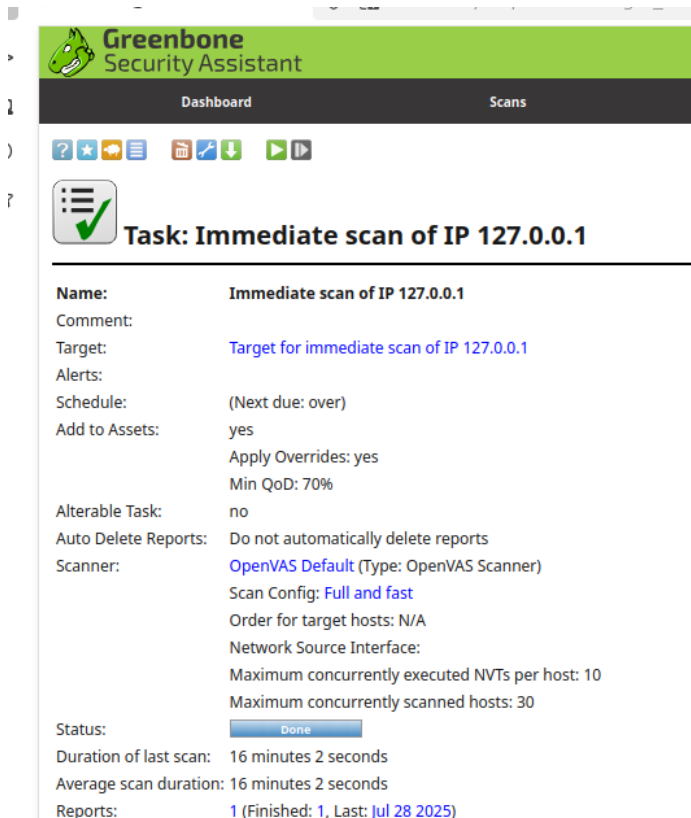 Greenbone
Security Assistant
Dashboard Scans
?
Task: Immediate scan of IP 127.0.0.1
Name: Immediate scan of IP 127.0.0.1
Comment:
Target: Target for immediate scan of IP 127.0.0.1
Alerts:
Schedule: (Next due: over)
Add to Assets: yes
Apply Overrides: yes
Min QoD: 70%
Alterable Task: no
Auto Delete Reports: Do not automatically delete reports
Scanner: OpenVAS Default (Type: OpenVAS Scanner)
Scan Config: Full and fast
Order for target hosts: N/A
Network Source Interface:
Maximum concurrently executed NVTs per host: 10
Maximum concurrently scanned hosts: 30
Status: Done
Duration of last scan: 16 minutes 2 seconds
Average scan duration: 16 minutes 2 seconds
Reports: 1 (Finished: 1, Last: Jul 28 2025)